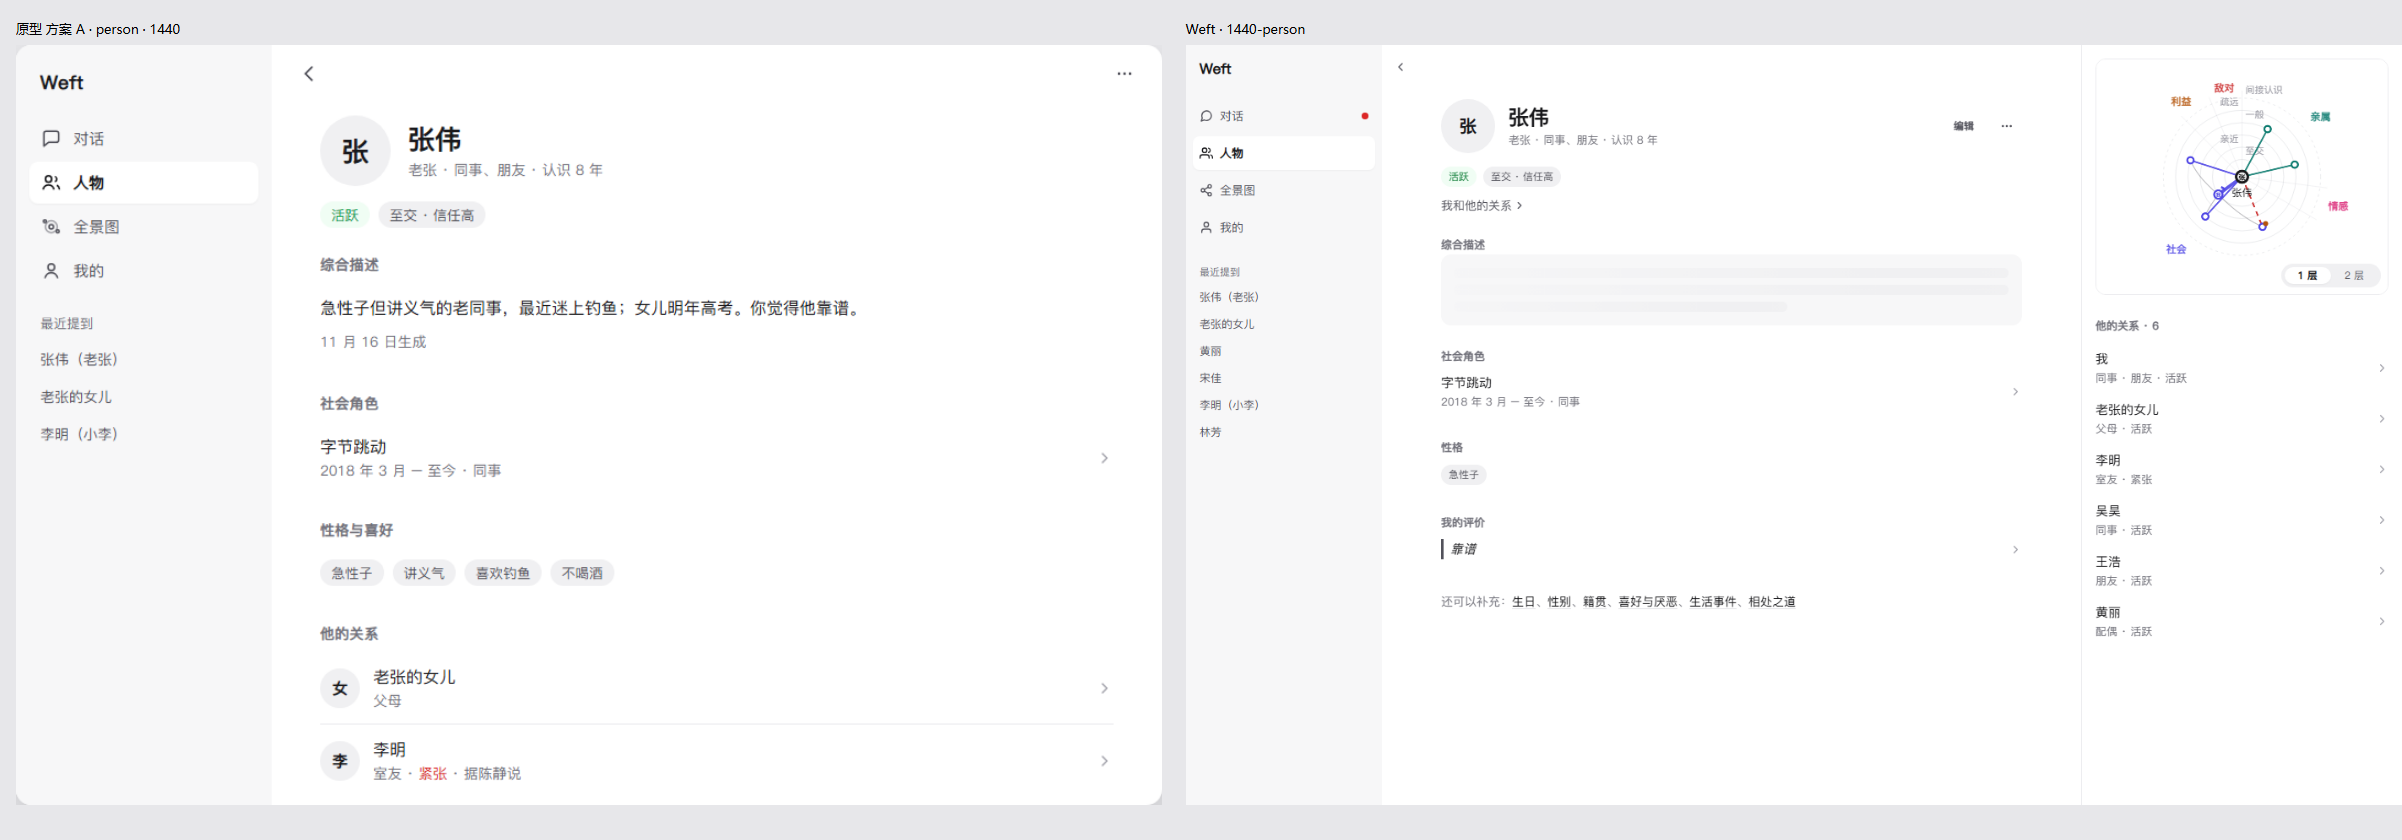 原型 方案 A · person · 1440
Weft
对话
人物
全景图
我的
最近提到
张伟（老张）
老张的女儿
李明（小李）
张
张伟
老张 · 同事、朋友 · 认识 8 年
活跃
至交 · 信任高
综合描述
急性子但讲义气的老同事，最近迷上钓鱼；女儿明年高考。你觉得他靠谱。
11 月 16 日生成
社会角色
字节跳动
2018 年 3 月 — 至今 · 同事
性格与喜好
急性子
讲义气
喜欢钓鱼
不喝酒
他的关系
女
老张的女儿
父母
李
李明
室友 · 紧张 · 据陈静说
Weft · 1440-person
Weft
对话
人物
全景图
我的
最近提到
张伟（老张）
老张的女儿
黄丽
宋佳
李明（小李）
林芳
张
张伟
老张 · 同事、朋友 · 认识 8 年
编辑
活跃
至交 · 信任高
我和他的关系
综合描述
社会角色
字节跳动
2018 年 3 月 — 至今 · 同事
性格
急性子
我的评价
靠谱
还可以补充：生日、性别、籍贯、喜好与厌恶、生活事件、相处之道
敌对
间接认识
利益
疏远
一般
亲属
亲近
至交
张伟
情感
社会
1 层
2 层
他的关系 · 6
我
同事 · 朋友 · 活跃
老张的女儿
父母 · 活跃
李明
室友 · 紧张
吴昊
同事 · 活跃
王浩
朋友 · 活跃
黄丽
配偶 · 活跃